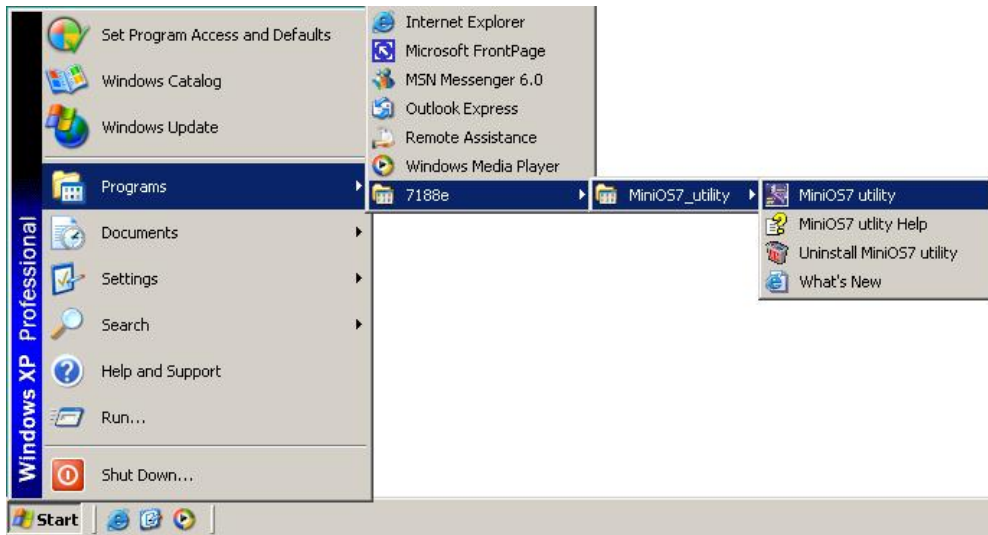 Set Program Access and Defaults
Windows Catalog
Windows Update
Programs
Documents
Settings
Search
Help and Support
Run...
Shut Down...
Windows XP Professional
Start
Internet Explorer
Microsoft FrontPage
MSN Messenger 6.0
Outlook Express
Remote Assistance
Windows Media Player
7188e
MiniOS7_utility
MiniOS7 utility
MiniOS7 utlity Help
Uninstall MiniOS7 utility
What's New